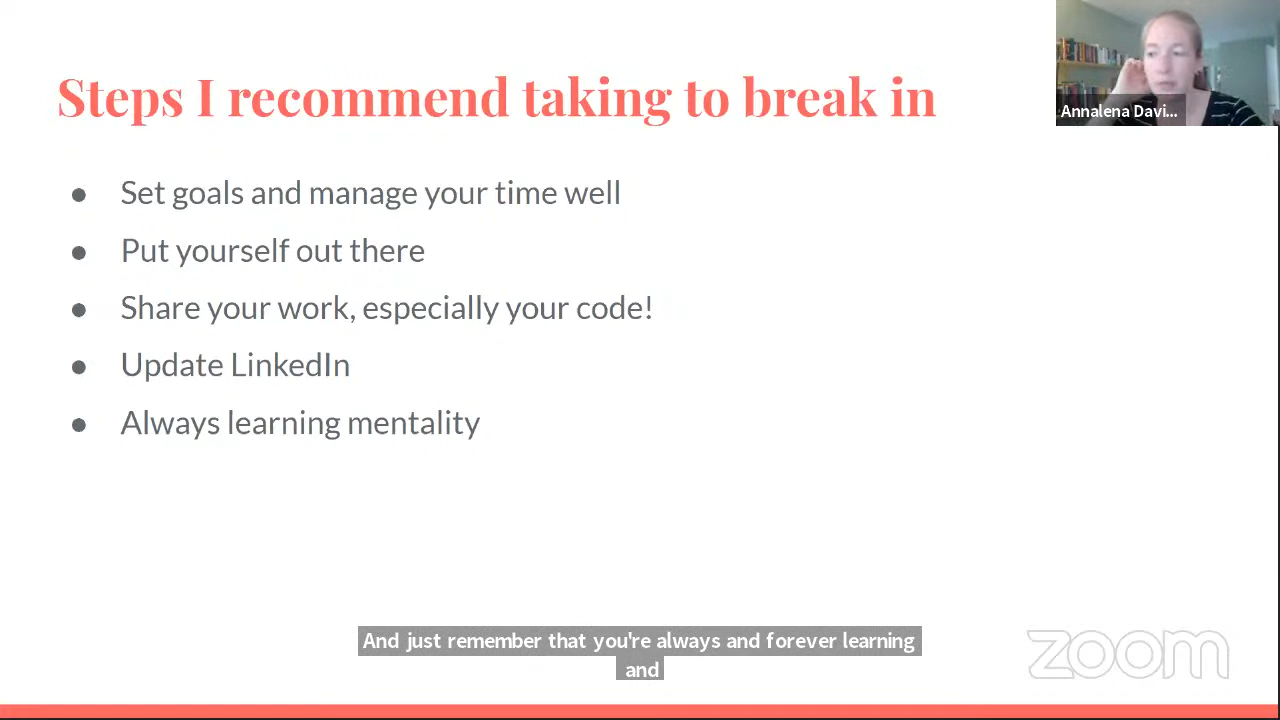 Steps I recommend taking to break in
Annalena Davi...
● Set goals and manage your time well
● Put yourself out there
● Share your work, especially your code!
● Update LinkedIn
● Always learning mentality
And just remember that you're always and forever learning
and
zoom